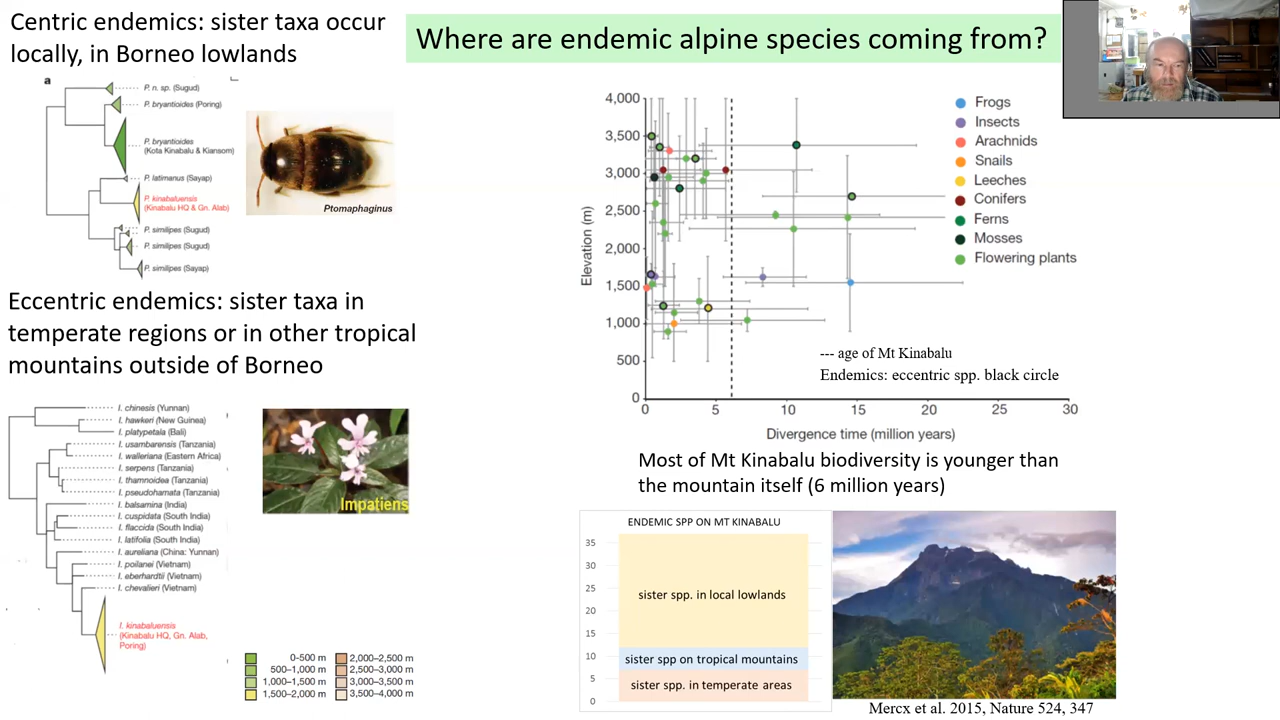 Centric endemics: sister taxa occur
locally, in Borneo lowlands
Where are endemic alpine species coming from?
a
P. n. sp. (Sugud)
P. bryantioides (Poring)
P. bryantioides
(Kota Kinabalu & Kiansom)
P. latimanus (Sayap)
P. kinabaluensis
(Kinabalu HQ & Gn. Alab)
P. similipes (Sugud)
P. similipes (Sugud)
P. similipes (Sayap)
Ptomaphaginus
Eccentric endemics: sister taxa in
temperate regions or in other tropical
mountains outside of Borneo
I. chinesis (Yunnan)
I. hawkeri (New Guinea)
I. platypetala (Bali)
I. usambarensis (Tanzania)
I. walleriana (Eastern Africa)
I. serpens (Tanzania)
I. thamnoidea (Tanzania)
I. pseudohamata (Tanzania)
I. balsamina (India)
I. cuspidata (South India)
I. flaccida (South India)
I. latifolia (South India)
I. aureliana (China: Yunnan)
I. poilanei (Vietnam)
I. eberhardtii (Vietnam)
I. chevalieri (Vietnam)
I. kinabaluensis
(Kinabalu HQ, Gn. Alab,
Poring)
Impatiens
0-500 m
500–1,000 m
1,000–1,500 m
1,500–2,000 m
2,000–2,500 m
2,500–3,000 m
3,000–3,500 m
3,500–4,000 m
Elevation (m)
4,000
3,500
3,000
2,500
2,000
1,500
1,000
500
0
0 5 10 15 20 25 30
Divergence time (million years)
Frogs
Insects
Arachnids
Snails
Leeches
Conifers
Ferns
Mosses
Flowering plants
--- age of Mt Kinabalu
Endemics: eccentric spp. black circle
Most of Mt Kinabalu biodiversity is younger than
the mountain itself (6 million years)
ENDEMIC SPP ON MT KINABALU
35
30
25
20
15
10
5
0
sister spp. in local lowlands
sister spp on tropical mountains
sister spp. in temperate areas
Mercx et al. 2015, Nature 524, 347